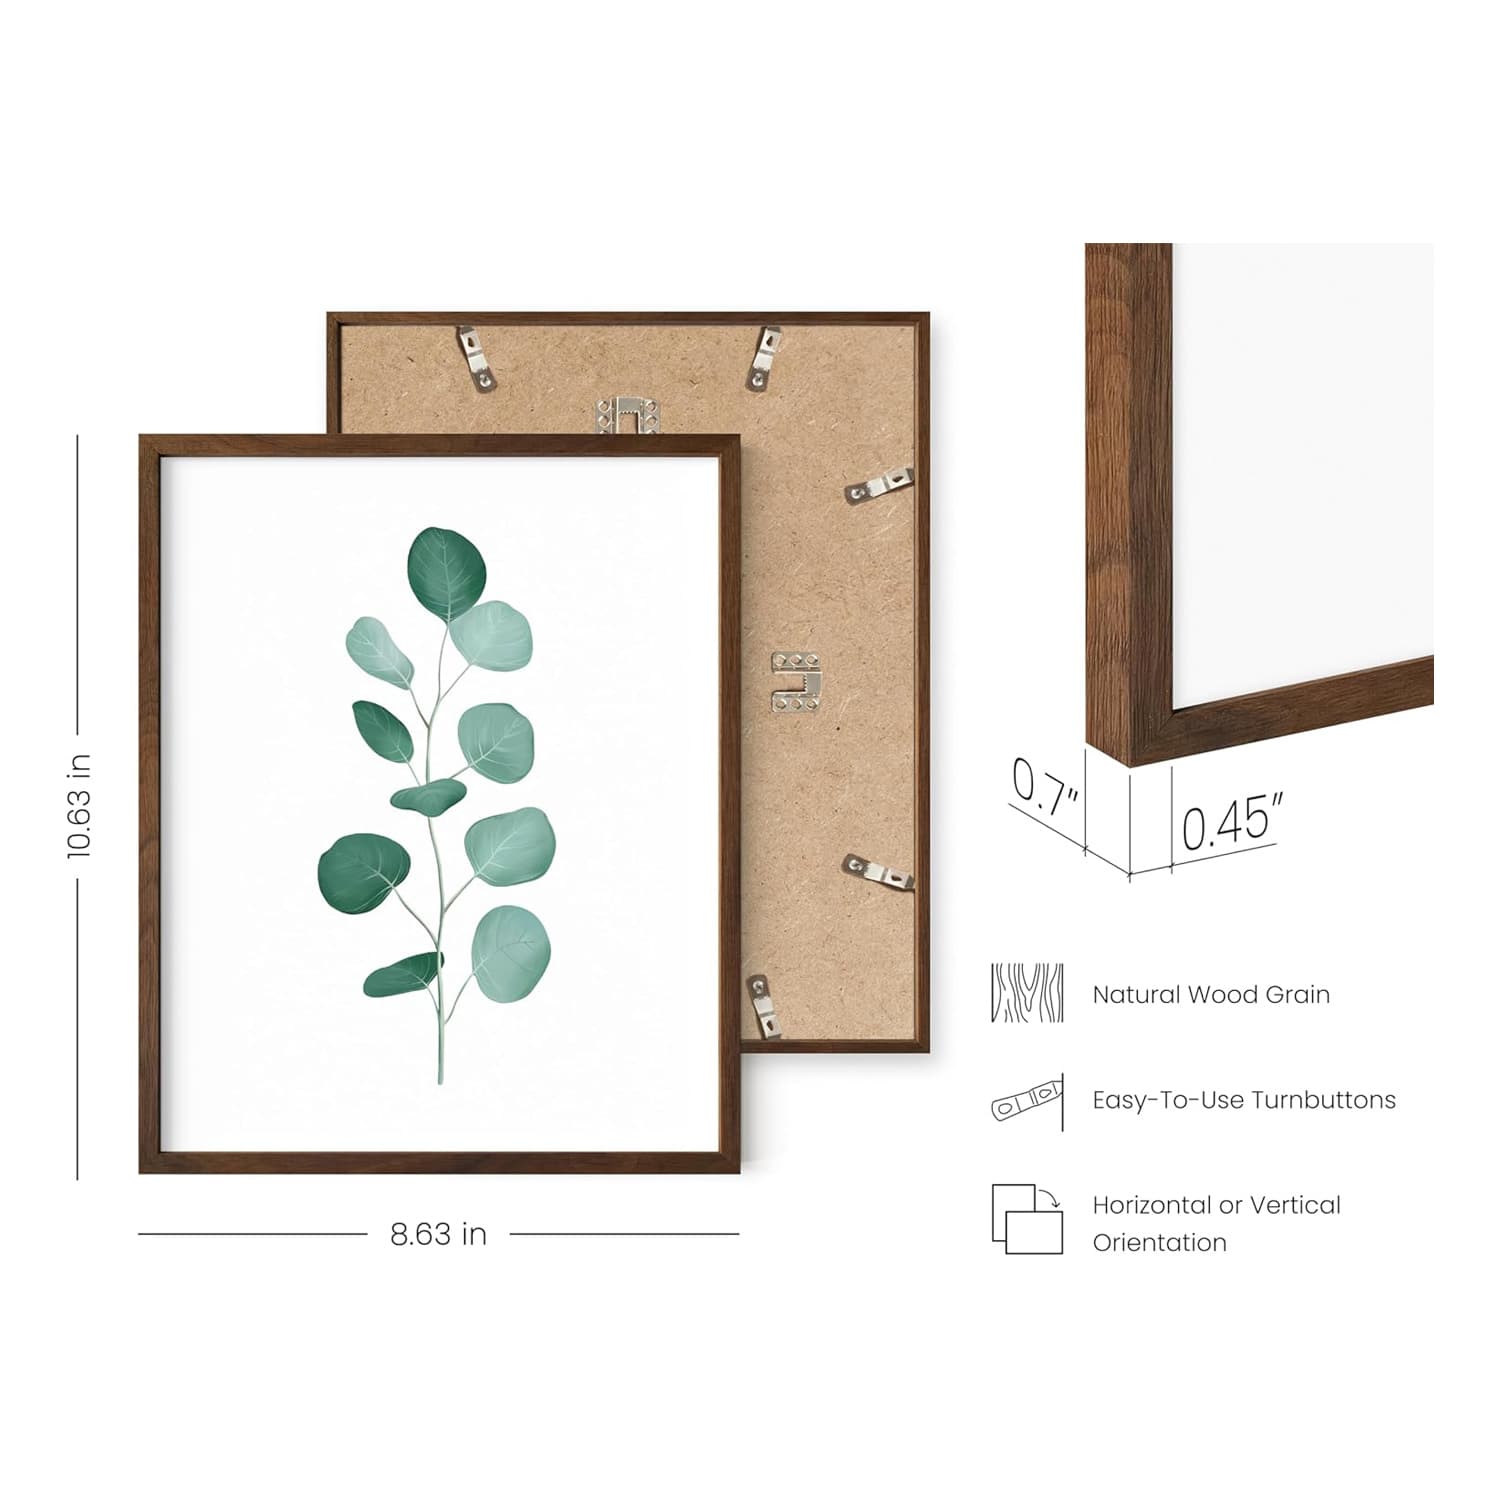 10.63 in
8.63 in
0.7"
0.45"
Natural Wood Grain
Easy-To-Use Turnbuttons
Horizontal or Vertical
Orientation